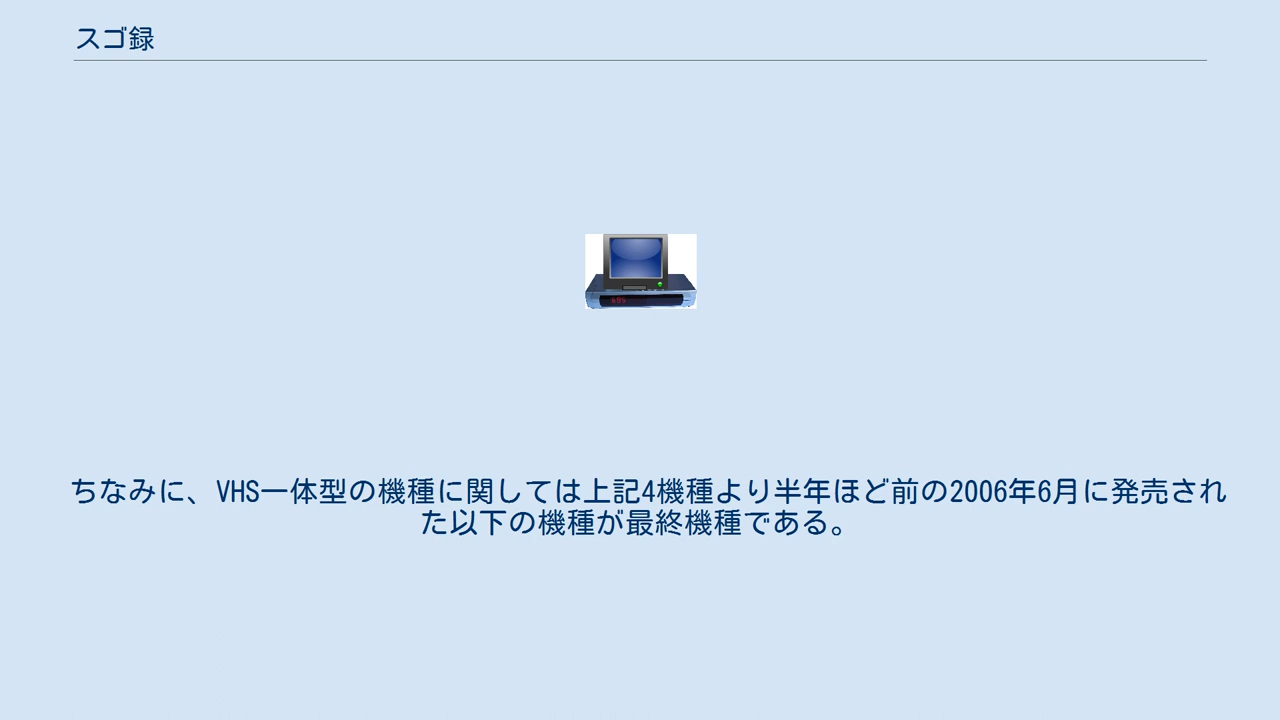 スゴ録
ちなみに、VHS一体型の機種に関しては上記4機種より半年ほど前の2006年6月に発売され
た以下の機種が最終機種である。